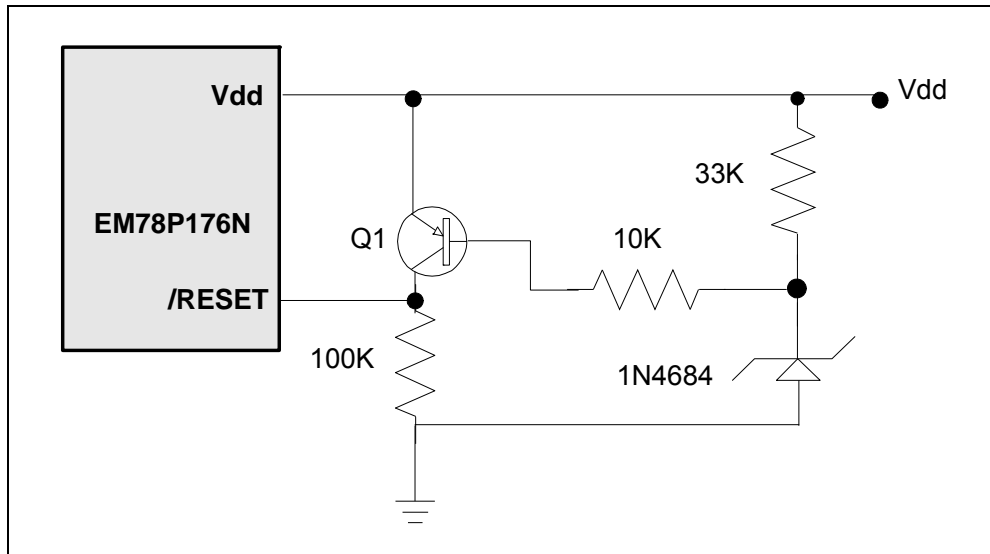 Vdd
Vdd
33K
EM78P176N
Q1
10K
/RESET
100K
1N4684